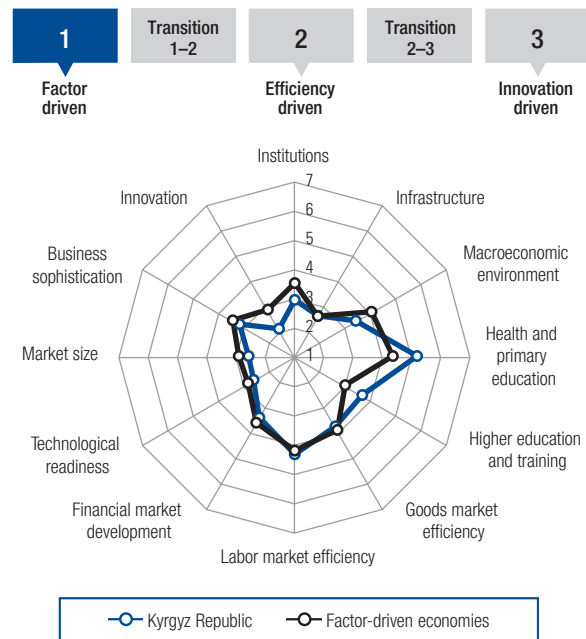 1
Transition
1–2
2
Transition
2–3
3
Factor
driven
Efficiency
driven
Innovation
driven
Institutions
7
Innovation
Infrastructure
6
5
Business
sophistication
Macroeconomic
environment
4
3
2
Market size
1
Health and
primary
education
Technological
readiness
Higher education
and training
Financial market
development
Goods market
efficiency
Labor market efficiency
Kyrgyz Republic
Factor-driven economies